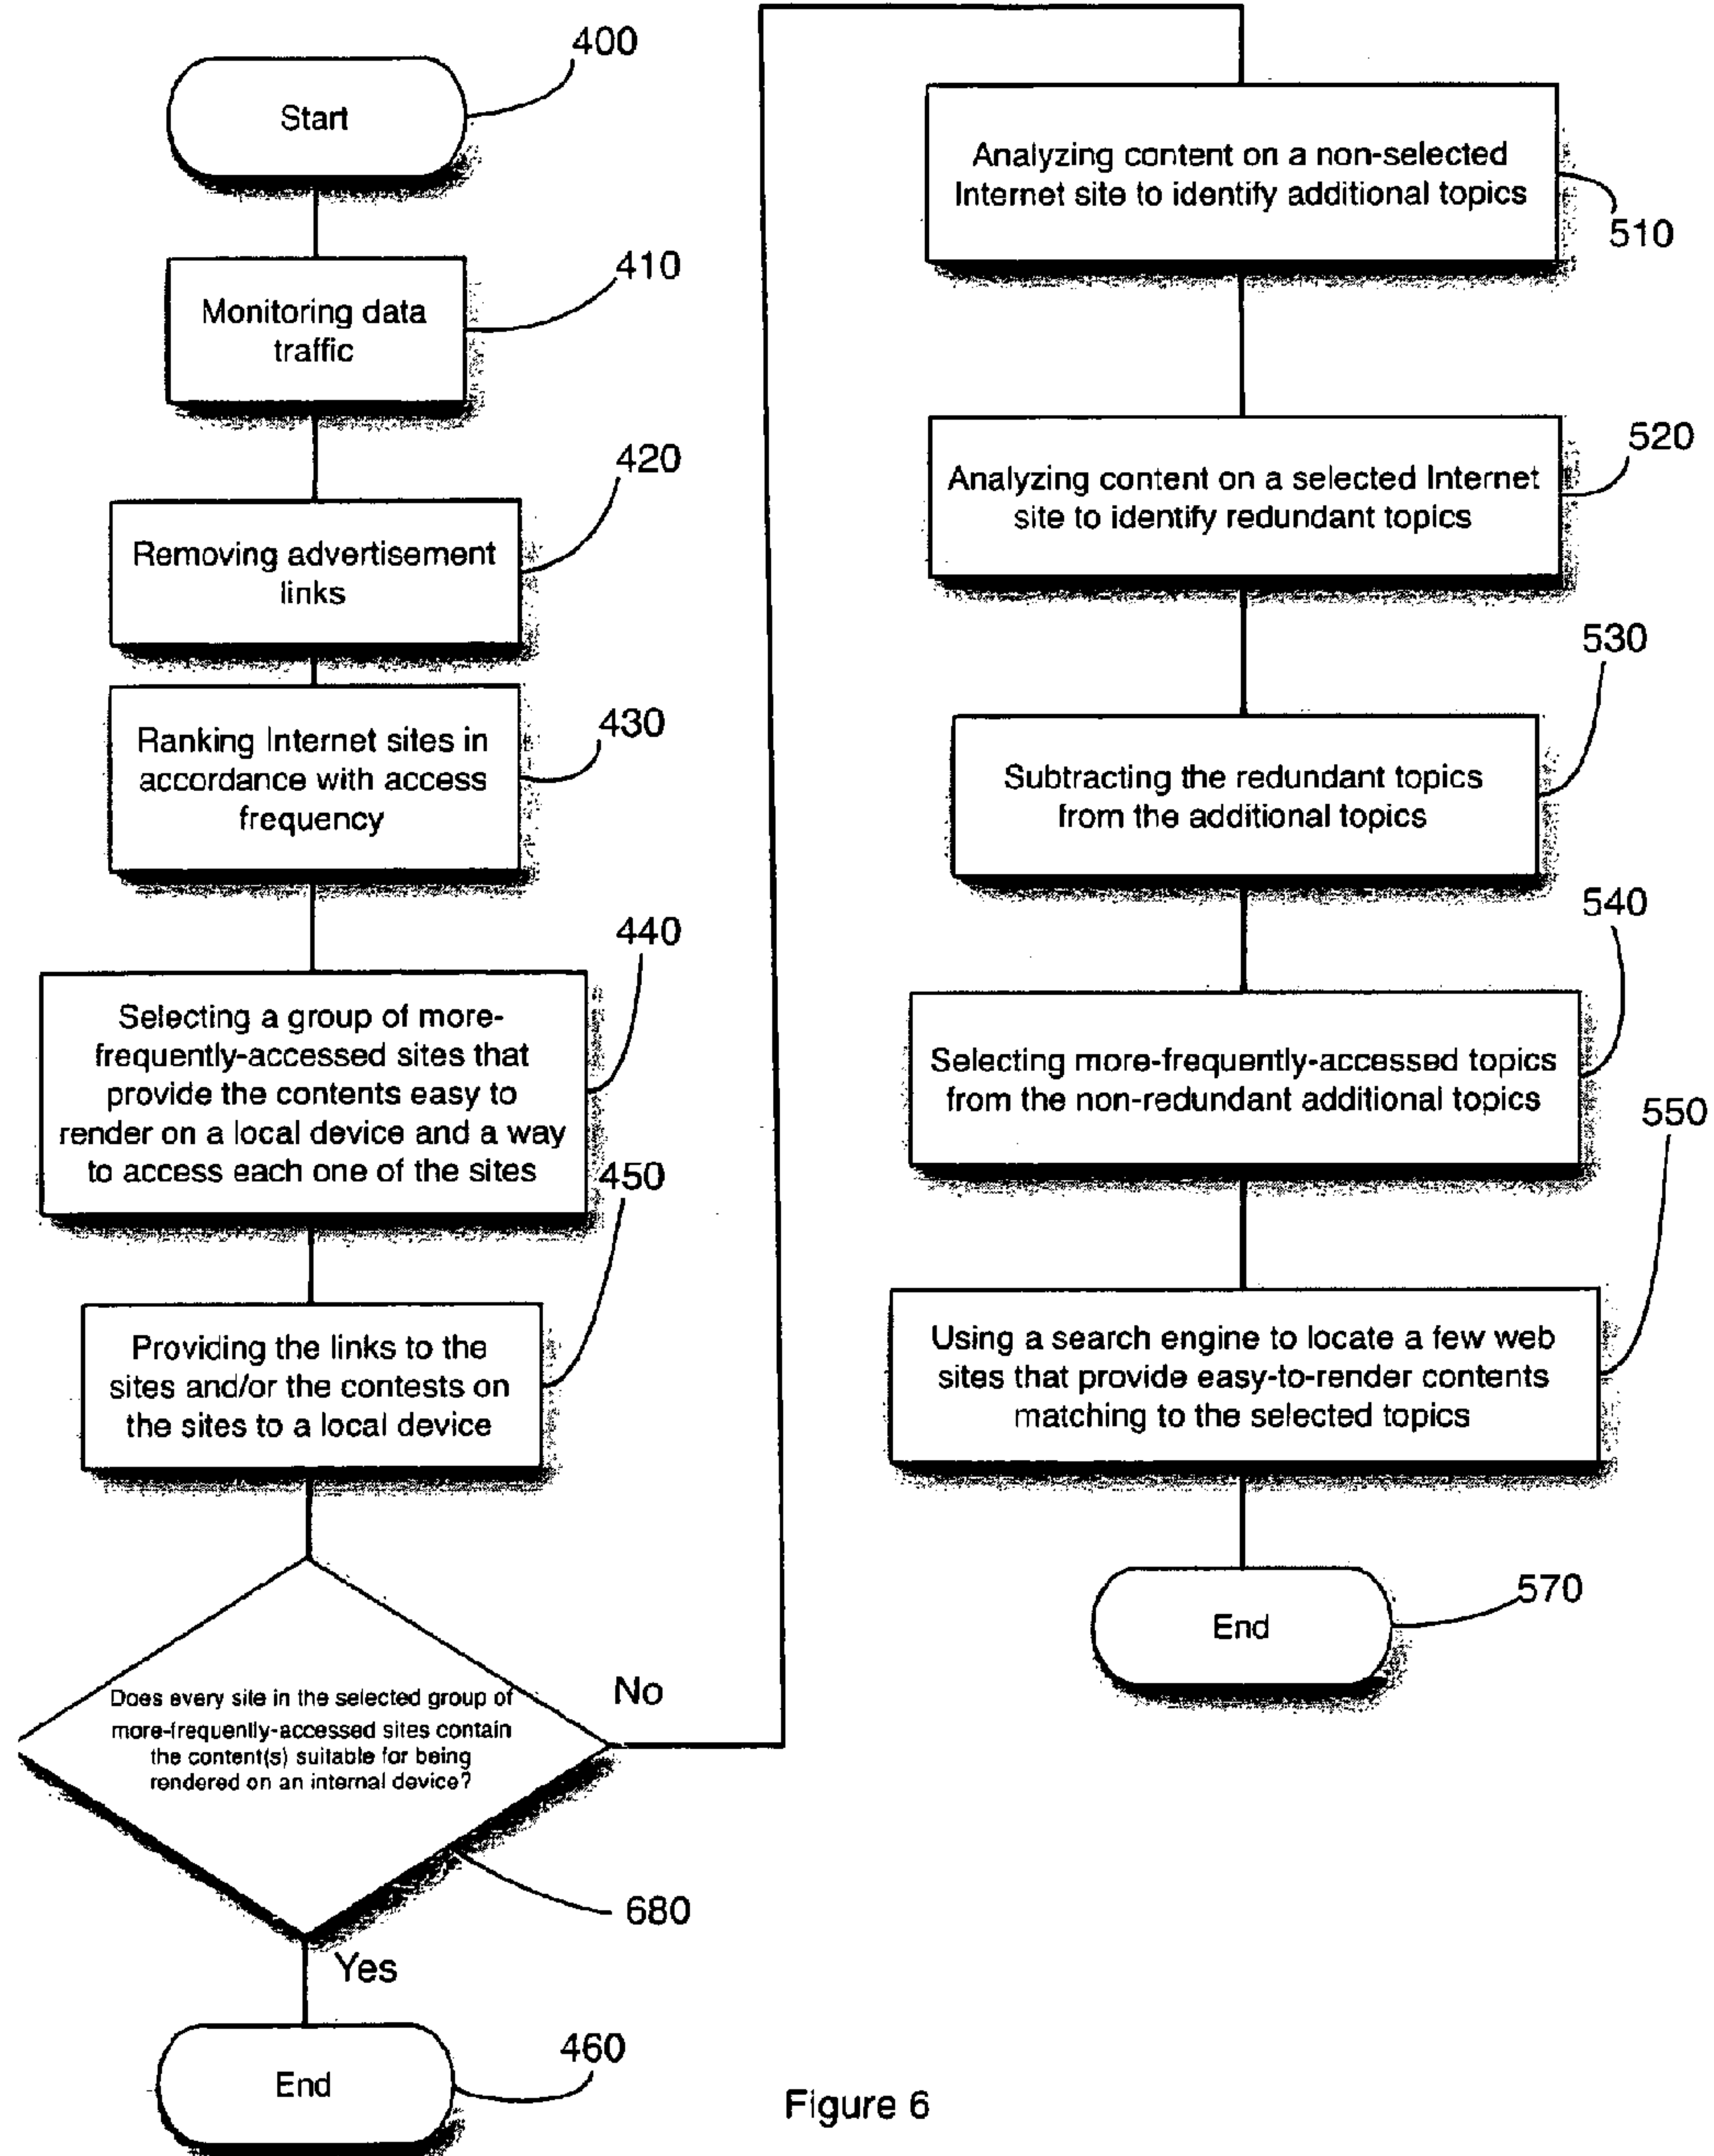 400
Start
410
Monitoring data
traffic
420
Removing advertisement
links
430
Ranking Internet sites in
accordance with access
frequency
440
Selecting a group of more-
frequently-accessed sites that
provide the contents easy to
render on a local device and a way
to access each one of the sites
450
Providing the links to the
sites and/or the contests on
the sites to a local device
Does every site in the selected group of
more-frequently-accessed sites contain
the content(s) suitable for being
rendered on an internal device?
No
680
Yes
460
End
Analyzing content on a non-selected
Internet site to identify additional topics
510
520
Analyzing content on a selected Internet
site to identify redundant topics
530
Subtracting the redundant topics
from the additional topics
540
Selecting more-frequently-accessed topics
from the non-redundant additional topics
550
Using a search engine to locate a few web
sites that provide easy-to-render contents
matching to the selected topics
570
End
Figure 6